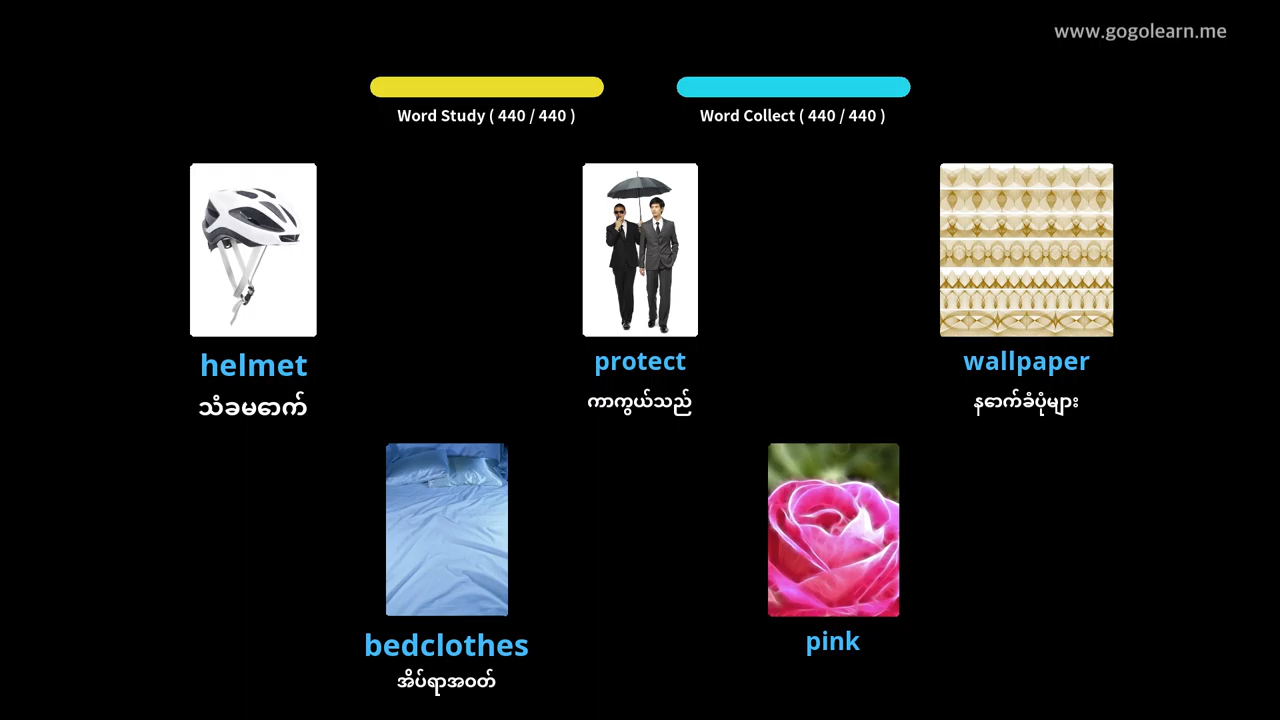 www.gogolearn.me
Word Study ( 440 / 440 )
Word Collect ( 440 / 440 )
helmet
သံခမောက်
protect
ကာကွယ်သည်
wallpaper
နောက်ခံပုံများ
bedclothes
အိပ်ရာအဝတ်
pink